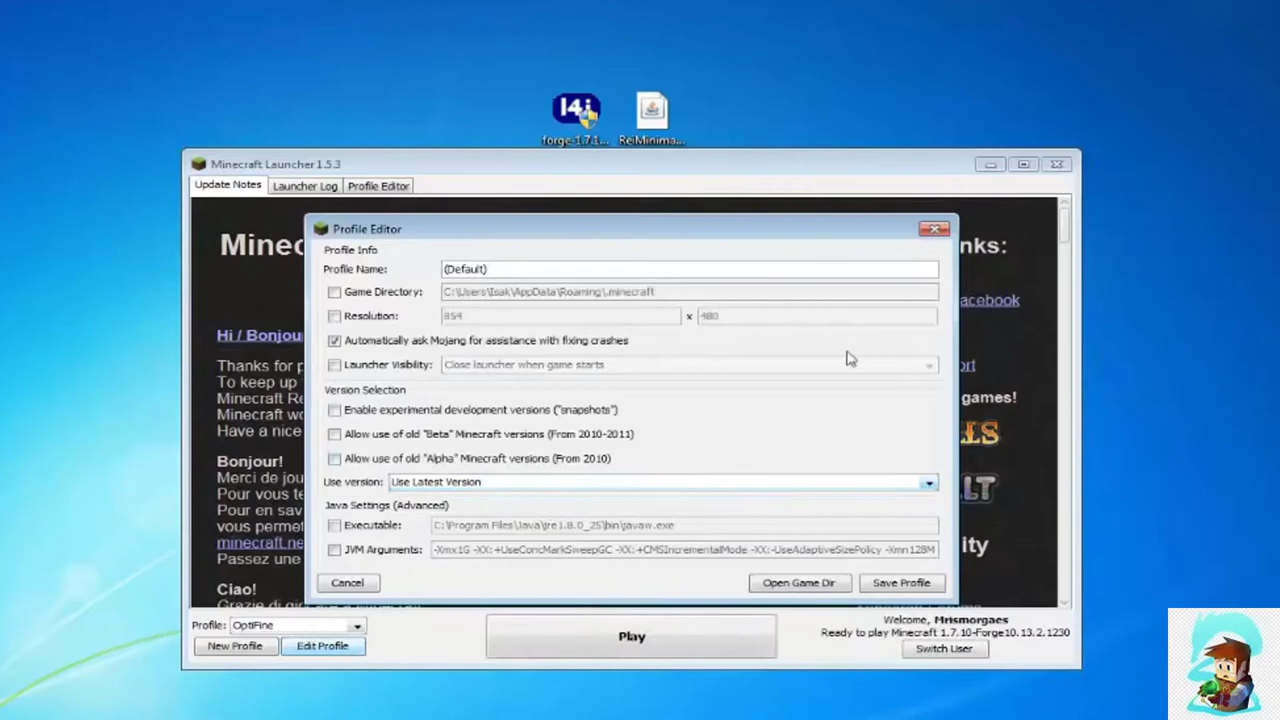 forge-1.7.1... ReiMinima...
Minecraft Launcher 1.5.3
Update Notes Launcher Log Profile Editor
Minec
nks:
Profile Editor
Profile Info
Profile Name: (Default)
Game Directory: C:\Users\Isak\AppData\Roaming\.minecraft
acebook
Resolution: 854 x 480
Hi / Bonjou
Automatically ask Mojang for assistance with fixing crashes
Thanks for p
Launcher Visibility: Close launcher when game starts
ort
To keep up
Version Selection
Minecraft Re
games!
Minecraft wo
Enable experimental development versions ("snapshots")
Have a nice
Allow use of old "Beta" Minecraft versions (From 2010-2011)
LS
Bonjour!
Allow use of old "Alpha" Minecraft versions (From 2010)
Merci de jou
Use version: Use Latest Version
Pour vous te
LT
Java Settings (Advanced)
Pour en sav
Executable: C:\Program Files\Java\jre1.8.0_25\bin\javaw.exe
vous permet
minecraft.ne
JVM Arguments: -Xmx1G -XX:+UseConcMarkSweepGC -XX:+CMSIncrementalMode -XX:-UseAdaptiveSizePolicy -Xmn128M
ity
Passez une
Cancel Open Game Dir Save Profile
Ciao!
Profile: OptiFine
Play
Welcome, Mrismorgaes
Ready to play Minecraft 1.7.10-Forge10.13.2.1230
New Profile Edit Profile
Switch User